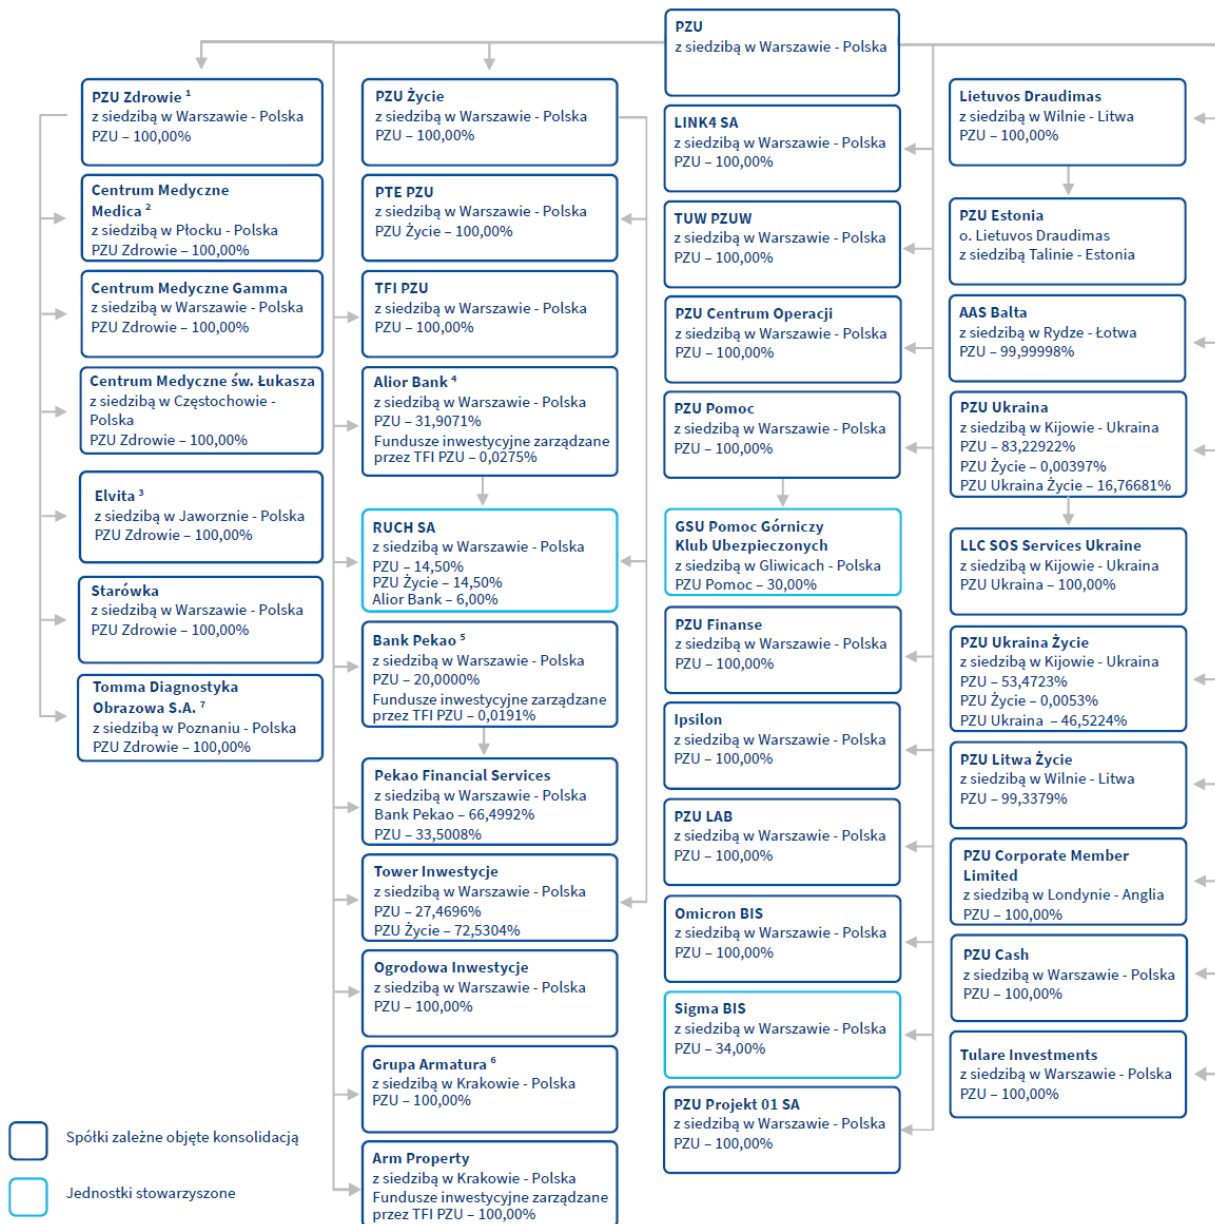 PZU
z siedzibą w Warszawie - Polska
PZU Zdrowie ¹
z siedzibą w Warszawie - Polska
PZU – 100,00%
Centrum Medyczne
Medica ²
z siedzibą w Płocku - Polska
PZU Zdrowie – 100,00%
Centrum Medyczne Gamma
z siedzibą w Warszawie - Polska
PZU Zdrowie – 100,00%
Centrum Medyczne św. Łukasza
z siedzibą w Częstochowie -
Polska
PZU Zdrowie – 100,00%
Elvita ³
z siedzibą w Jaworznie - Polska
PZU Zdrowie – 100,00%
Starówka
z siedzibą w Warszawie - Polska
PZU Zdrowie – 100,00%
Tomma Diagnostyka
Obrazowa S.A. ⁷
z siedzibą w Poznaniu - Polska
PZU Zdrowie – 100,00%
PZU Życie
z siedzibą w Warszawie - Polska
PZU – 100,00%
PTE PZU
z siedzibą w Warszawie - Polska
PZU Życie – 100,00%
TFI PZU
z siedzibą w Warszawie - Polska
PZU – 100,00%
Alior Bank ⁴
z siedzibą w Warszawie - Polska
PZU – 31,9071%
Fundusze inwestycyjne zarządzane
przez TFI PZU – 0,0275%
RUCH SA
z siedzibą w Warszawie - Polska
PZU – 14,50%
PZU Życie – 14,50%
Alior Bank – 6,00%
Bank Pekao ⁵
z siedzibą w Warszawie - Polska
PZU – 20,0000%
Fundusze inwestycyjne zarządzane
przez TFI PZU – 0,0191%
Pekao Financial Services
z siedzibą w Warszawie - Polska
Bank Pekao – 66,4992%
PZU – 33,5008%
Tower Inwestycje
z siedzibą w Warszawie - Polska
PZU – 27,4696%
PZU Życie – 72,5304%
Ogrodowa Inwestycje
z siedzibą w Warszawie - Polska
PZU – 100,00%
Grupa Armatura ⁶
z siedzibą w Krakowie - Polska
PZU – 100,00%
Arm Property
z siedzibą w Krakowie - Polska
Fundusze inwestycyjne zarządzane
przez TFI PZU – 100,00%
LINK4 SA
z siedzibą w Warszawie - Polska
PZU – 100,00%
TUW PZUW
z siedzibą w Warszawie - Polska
PZU – 100,00%
PZU Centrum Operacji
z siedzibą w Warszawie - Polska
PZU – 100,00%
PZU Pomoc
z siedzibą w Warszawie - Polska
PZU – 100,00%
GSU Pomoc Górniczy
Klub Ubezpieczonych
z siedzibą w Gliwicach - Polska
PZU Pomoc – 30,00%
PZU Finanse
z siedzibą w Warszawie - Polska
PZU – 100,00%
Ipsilon
z siedzibą w Warszawie - Polska
PZU – 100,00%
PZU LAB
z siedzibą w Warszawie - Polska
PZU – 100,00%
Omicron BIS
z siedzibą w Warszawie - Polska
PZU – 100,00%
Sigma BIS
z siedzibą w Warszawie - Polska
PZU – 34,00%
PZU Projekt 01 SA
z siedzibą w Warszawie - Polska
PZU – 100,00%
Lietuvos Draudimas
z siedzibą w Wilnie - Litwa
PZU – 100,00%
PZU Estonia
o. Lietuvos Draudimas
z siedzibą Talinie - Estonia
AAS Balta
z siedzibą w Rydze - Łotwa
PZU – 99,99998%
PZU Ukraina
z siedzibą w Kijowie - Ukraina
PZU – 83,22922%
PZU Życie – 0,00397%
PZU Ukraina Życie – 16,76681%
LLC SOS Services Ukraine
z siedzibą w Kijowie - Ukraina
PZU Ukraina – 100,00%
PZU Ukraina Życie
z siedzibą w Kijowie - Ukraina
PZU – 53,4723%
PZU Życie – 0,0053%
PZU Ukraina – 46,5224%
PZU Litwa Życie
z siedzibą w Wilnie - Litwa
PZU – 99,3379%
PZU Corporate Member
Limited
z siedzibą w Londynie - Anglia
PZU – 100,00%
PZU Cash
z siedzibą w Warszawie - Polska
PZU – 100,00%
Tulare Investments
z siedzibą w Warszawie - Polska
PZU – 100,00%
Spółki zależne objęte konsolidacją
Jednostki stowarzyszone